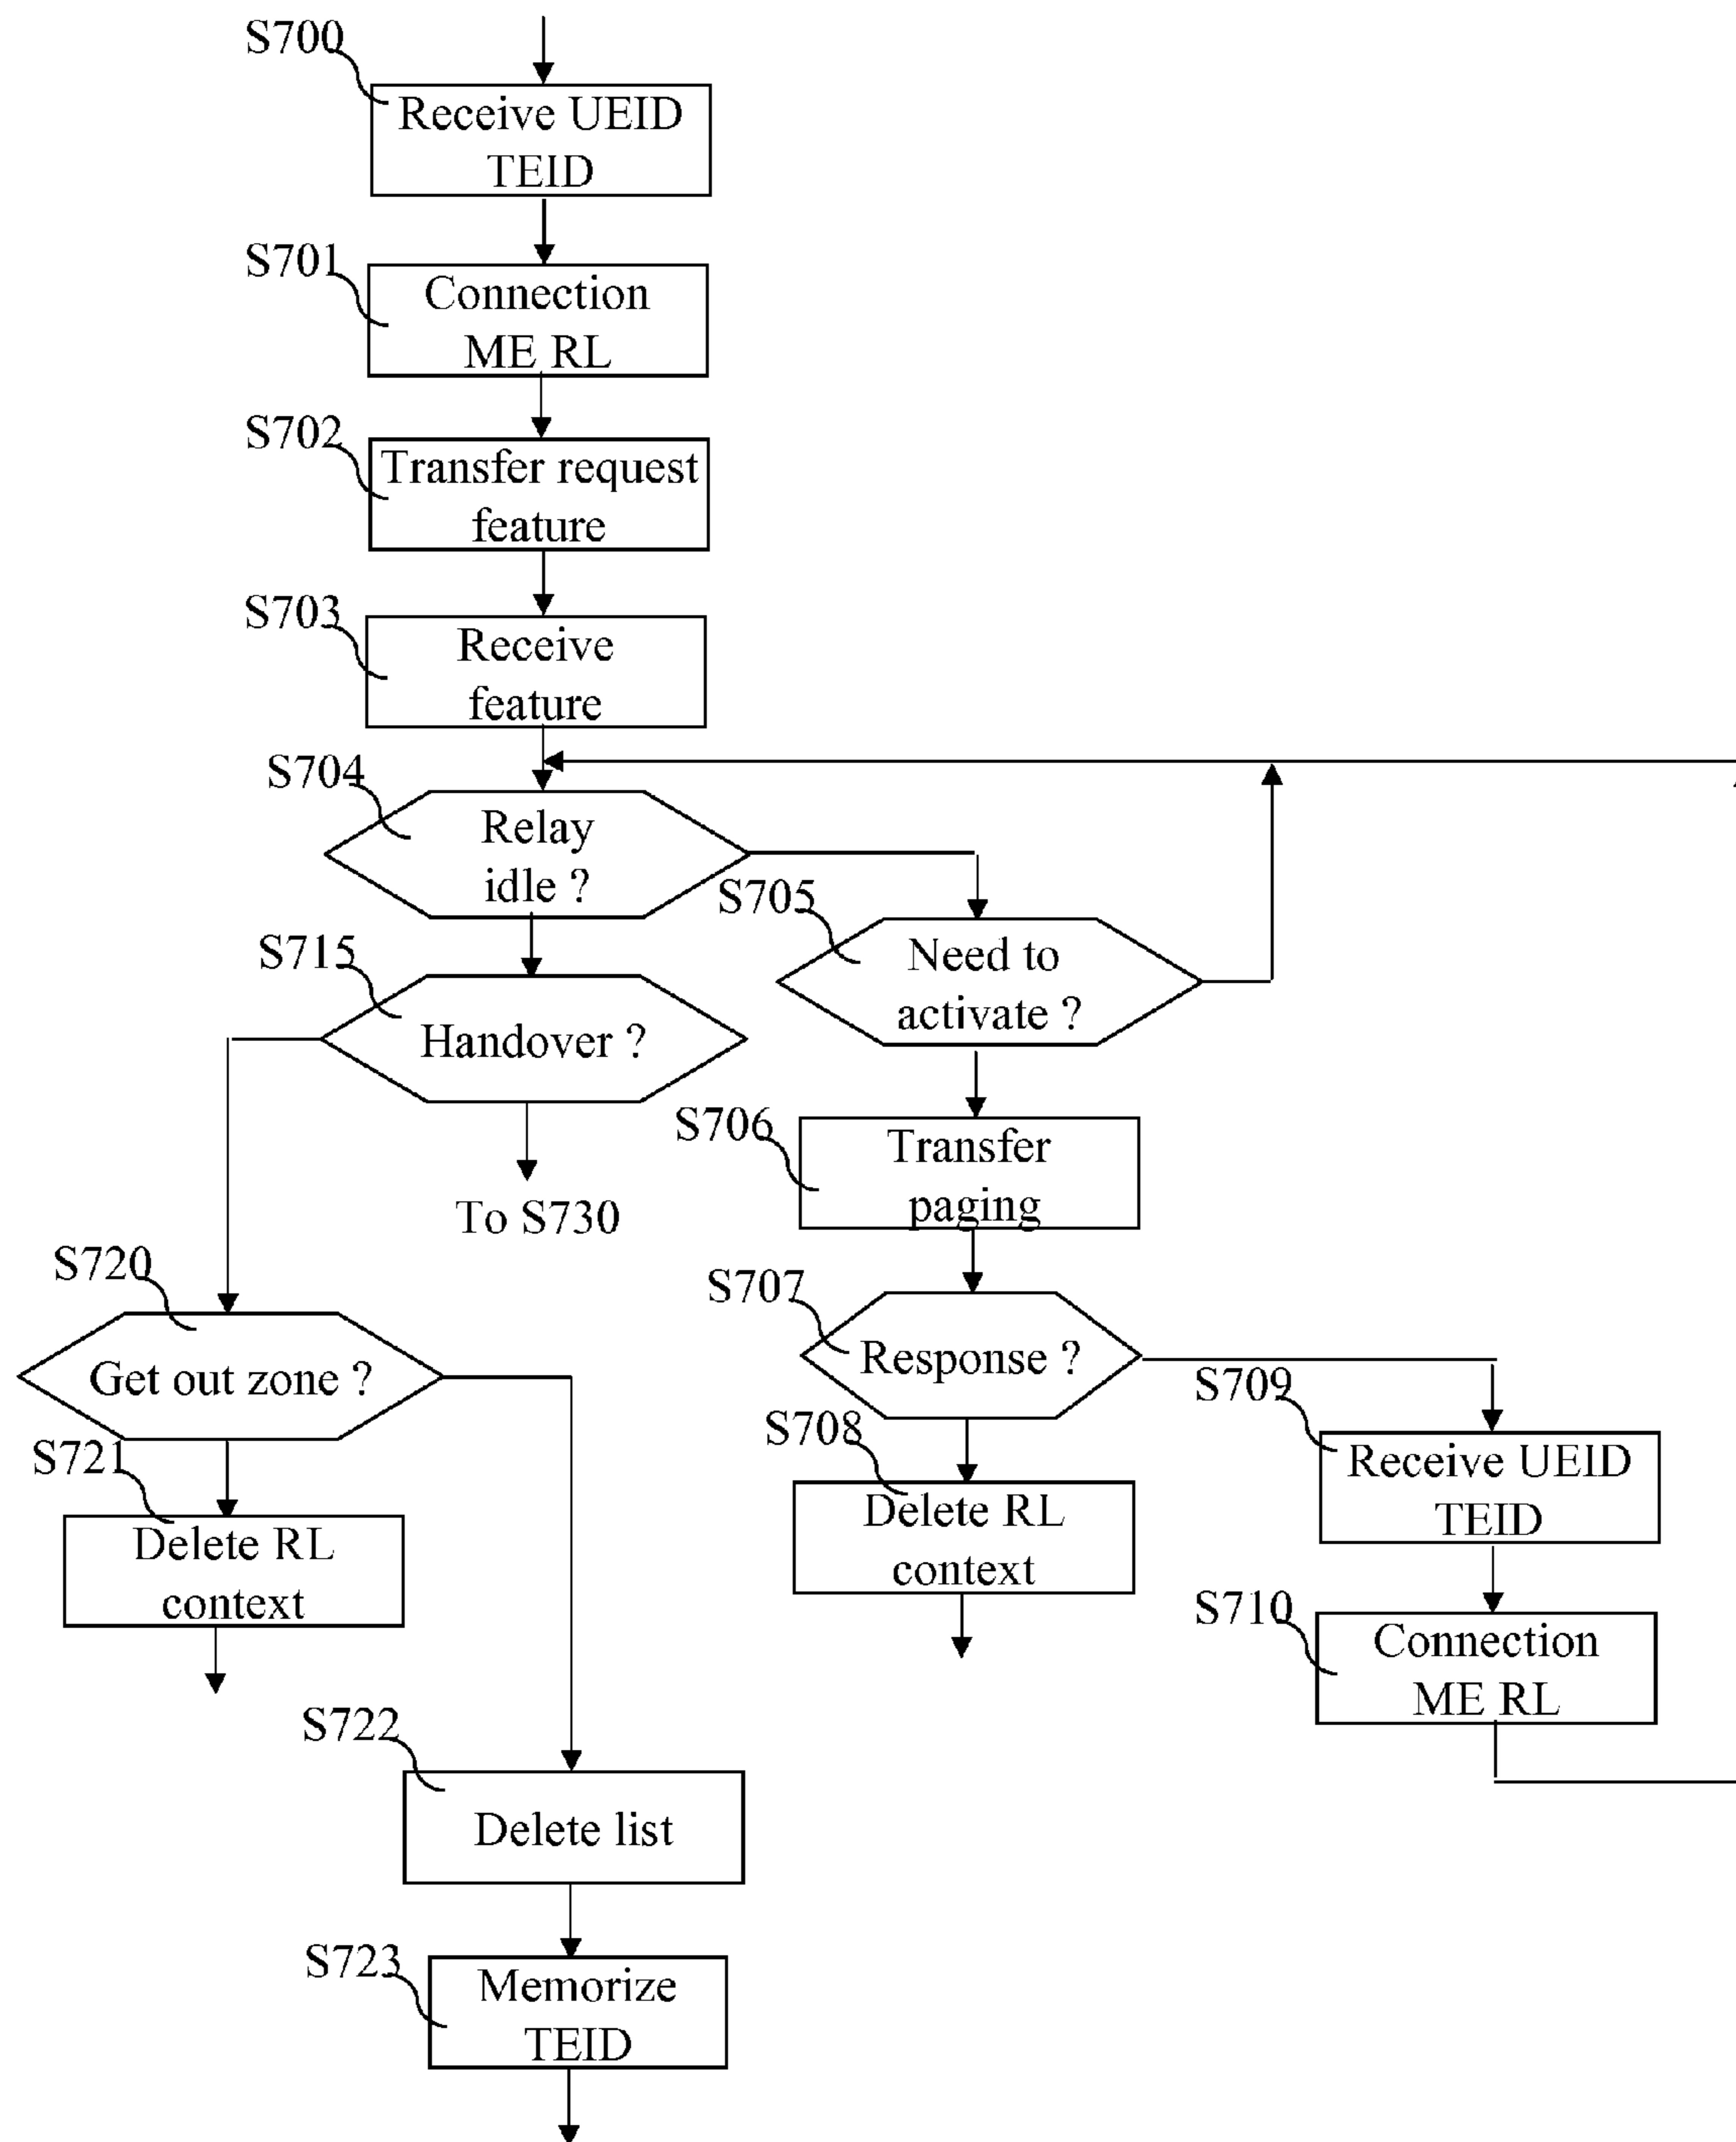 S700
Receive UEID
TEID
S701
Connection
ME RL
S702
Transfer request
feature
S703
Receive
feature
S704
Relay
idle ?
S705
Need to
activate ?
S715
Handover ?
To S730
S706
Transfer
paging
S720
Get out zone ?
S707
Response ?
S709
Receive UEID
TEID
S721
Delete RL
context
S708
Delete RL
context
S710
Connection
ME RL
S722
Delete list
S723
Memorize
TEID